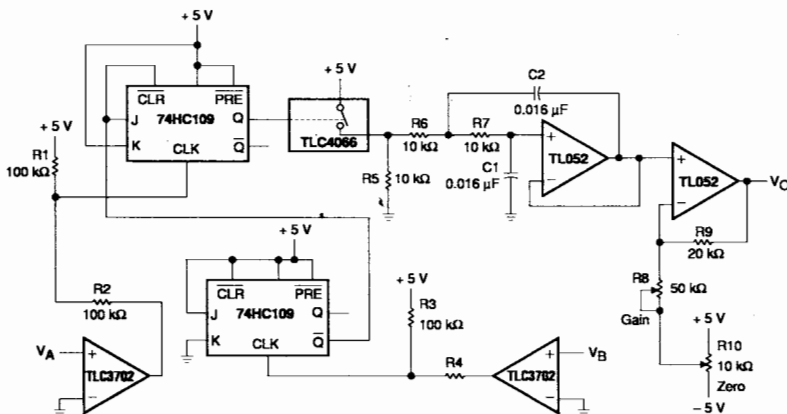 + 5 V
CLR PRE
J Q
74HC109
K Q
CLK
+ 5 V
TLC4066
C2
0.016 µF
R6
10 kΩ
R7
10 kΩ
+
−
TL052
C1
0.016 µF
R5 10 kΩ
+
−
TL052
R9
20 kΩ
R8
50 kΩ
Gain
+ 5 V
R10
10 kΩ
Zero
− 5 V
+ 5 V
R1
100 kΩ
R2
100 kΩ
VA
+
−
TLC3702
+ 5 V
CLR PRE
J Q
74HC109
K Q
CLK
+ 5 V
R3
100 kΩ
R4
+
−
VB